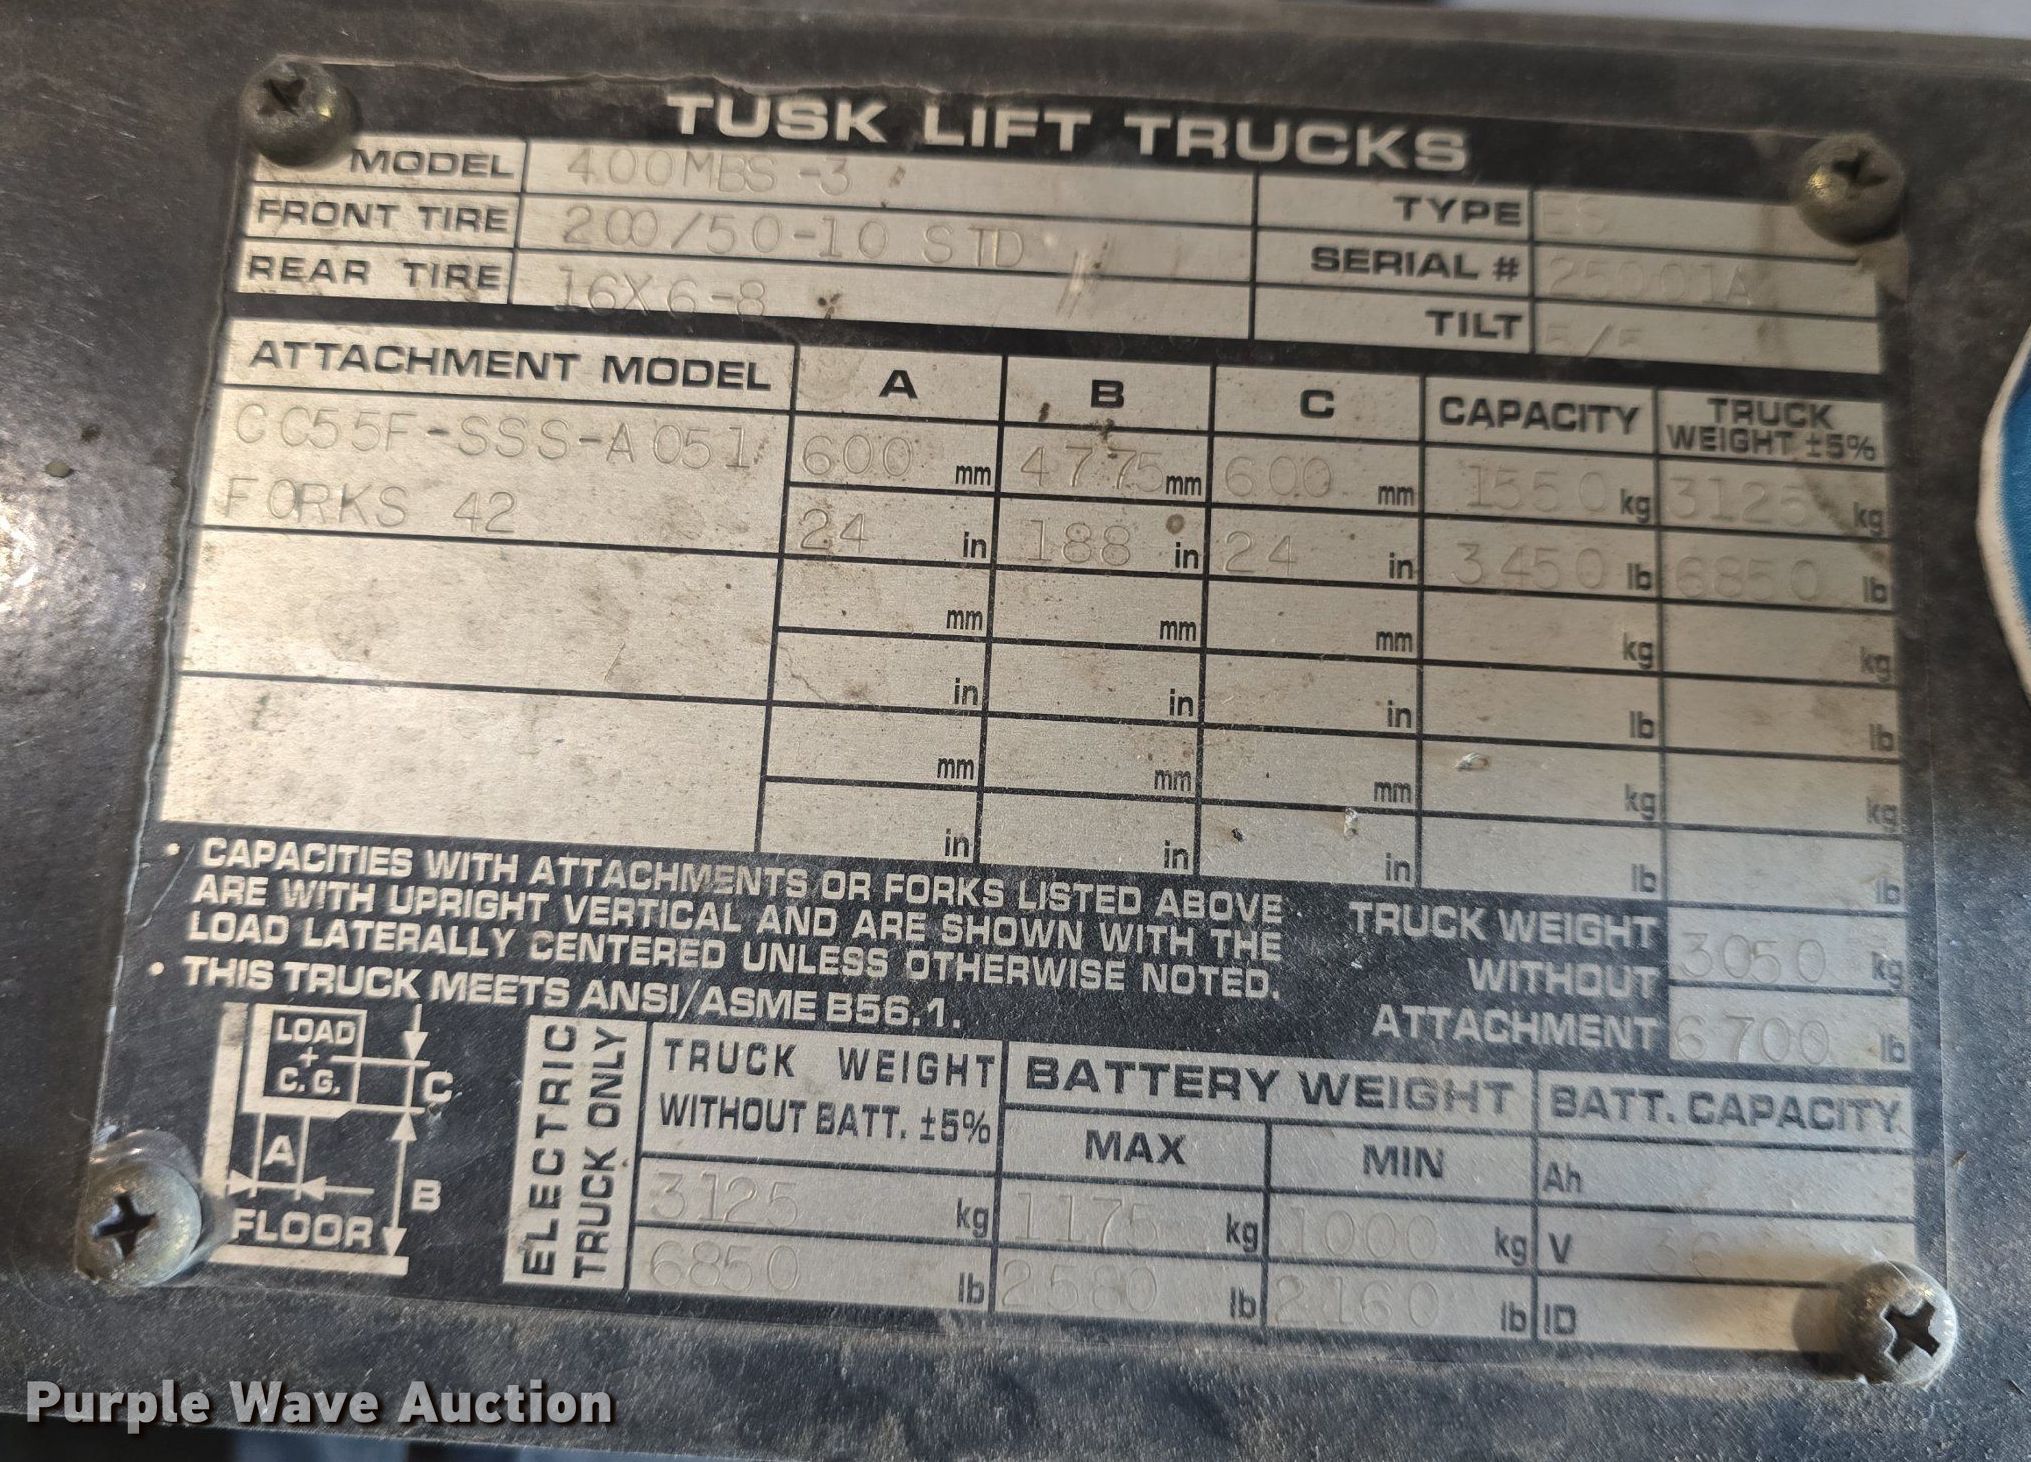 TUSK LIFT TRUCKS
MODEL 400MBS-3
FRONT TIRE 200/50-10 STD
REAR TIRE 16X6-8
TYPE ES
SERIAL # 25001A
TILT 5/5
ATTACHMENT MODEL A B C CAPACITY TRUCK WEIGHT ±5%
CC55F-SSS-A051 600 mm 4775 mm 600 mm 1550 kg 3125 kg
FORKS 42 24 in 188 in 24 in 3450 lb 6850 lb
mm mm mm kg kg
in in in lb lb
mm mm mm kg kg
in in in lb lb
• CAPACITIES WITH ATTACHMENTS OR FORKS LISTED ABOVE
ARE WITH UPRIGHT VERTICAL AND ARE SHOWN WITH THE
LOAD LATERALLY CENTERED UNLESS OTHERWISE NOTED.
• THIS TRUCK MEETS ANSI/ASME B56.1.
TRUCK WEIGHT
WITHOUT
ATTACHMENT
3050 kg
6700 lb
LOAD
+
C.G.
C
A
B
FLOOR
ELECTRIC
TRUCK ONLY
TRUCK WEIGHT
WITHOUT BATT. ±5%
3125 kg
6850 lb
BATTERY WEIGHT
MAX MIN
1175 kg 1000 kg
2580 lb 2160 lb
BATT. CAPACITY
Ah
V 36
ID
Purple Wave Auction